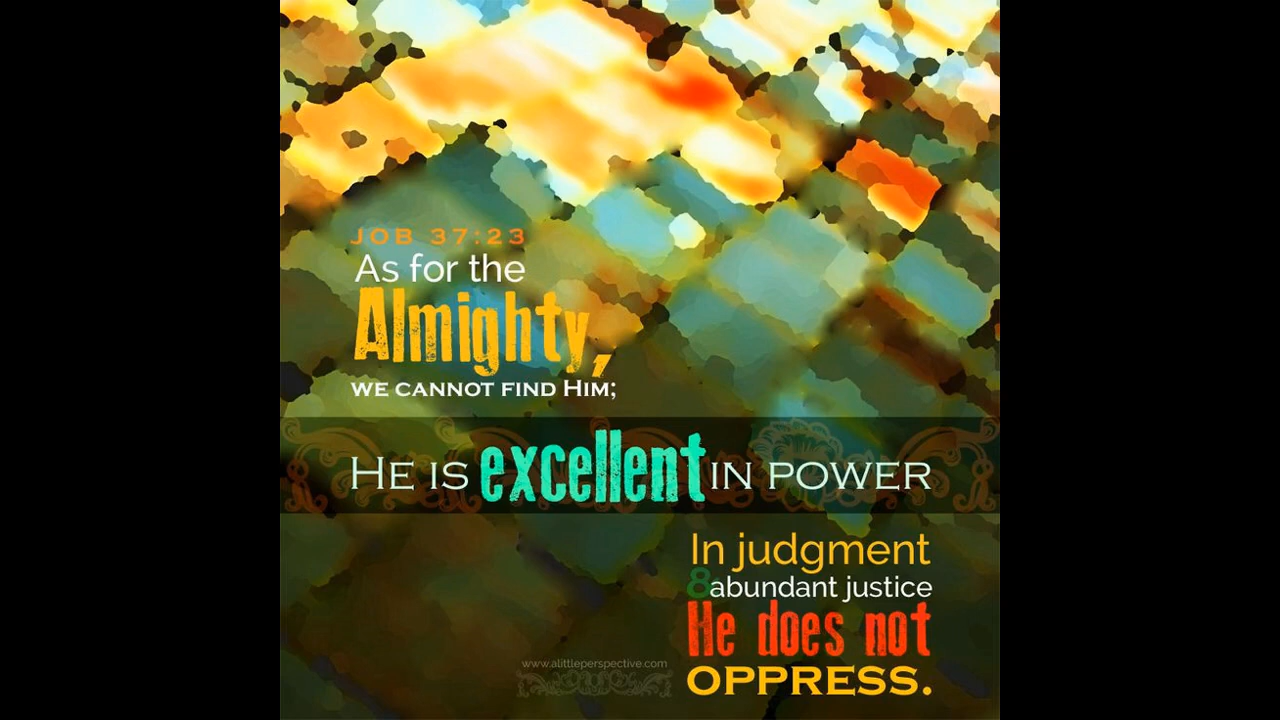 JOB 37:23
As for the
Almighty,
WE CANNOT FIND HIM;
HE IS excellent IN POWER
In judgment
& abundant justice
He does not
OPPRESS.
www.alittleperspective.com